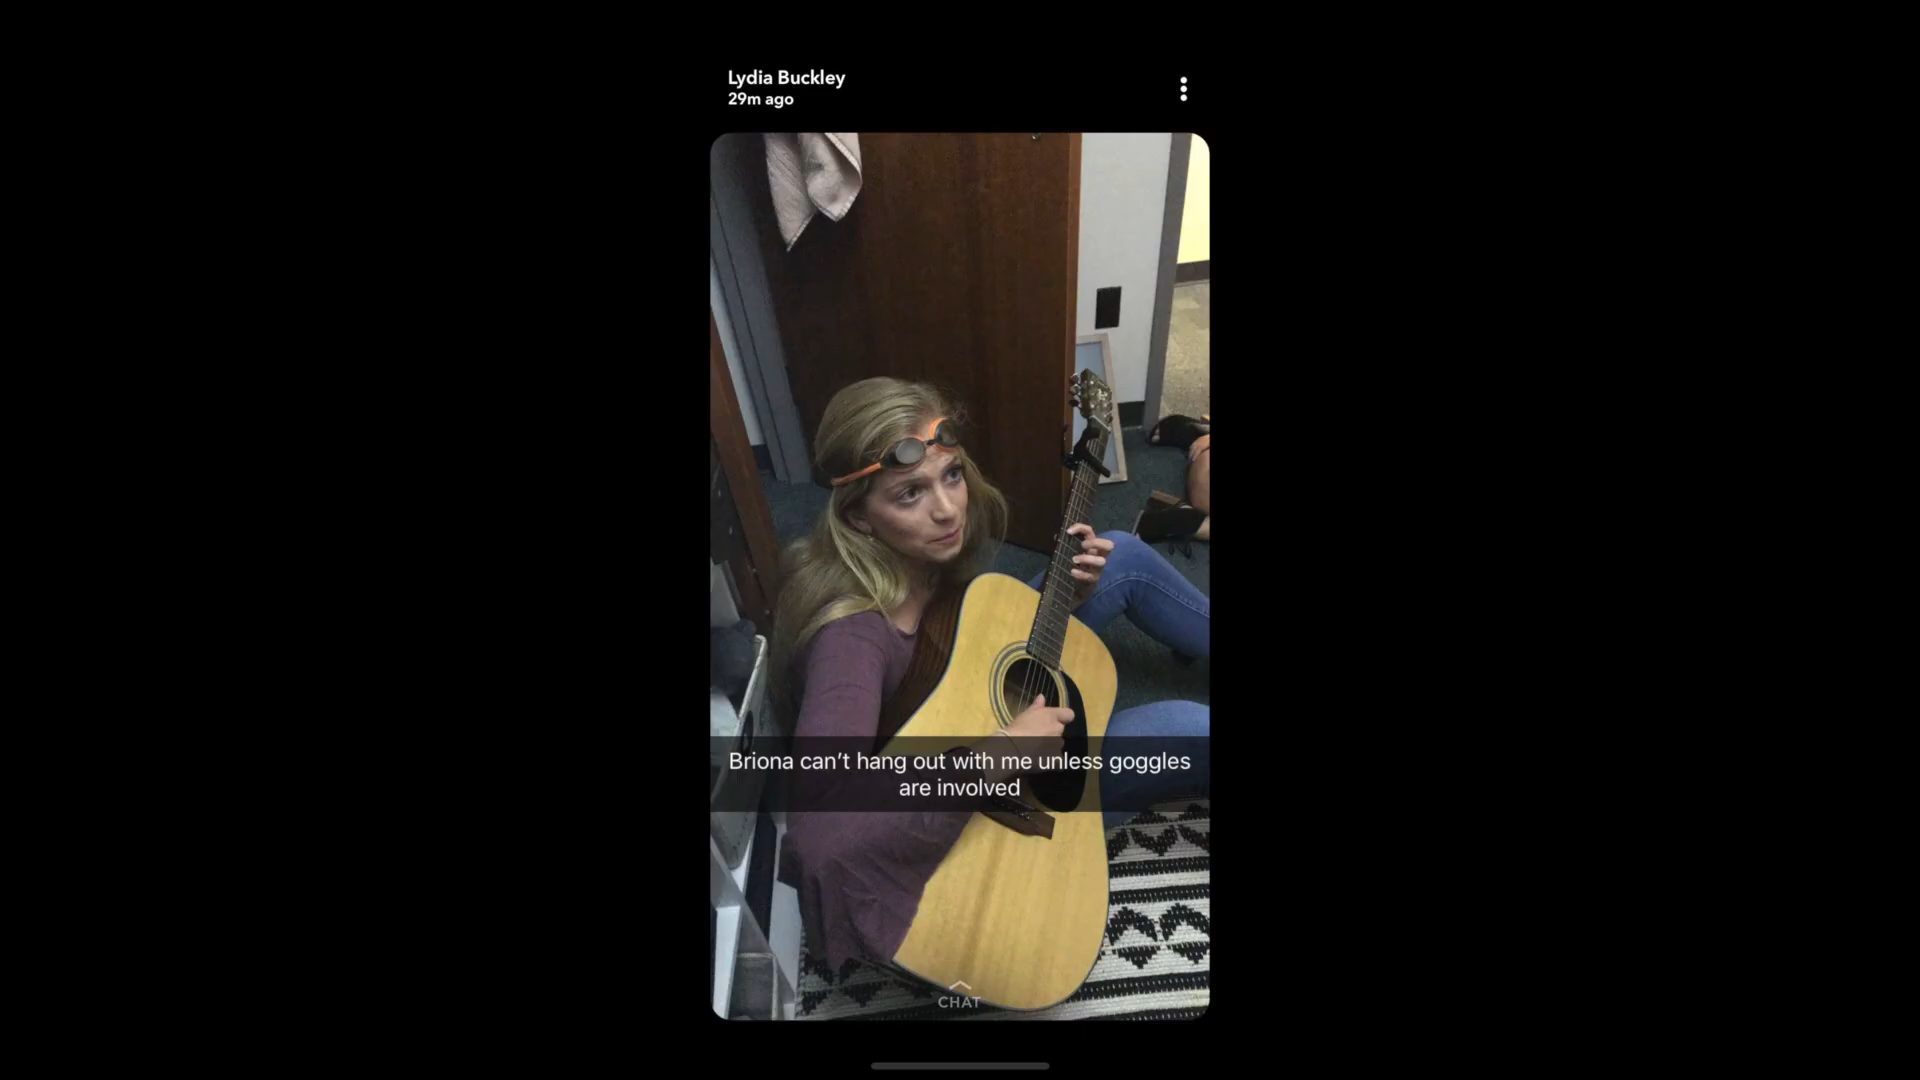 Lydia Buckley
29m ago
Briona can’t hang out with me unless goggles
are involved
CHAT